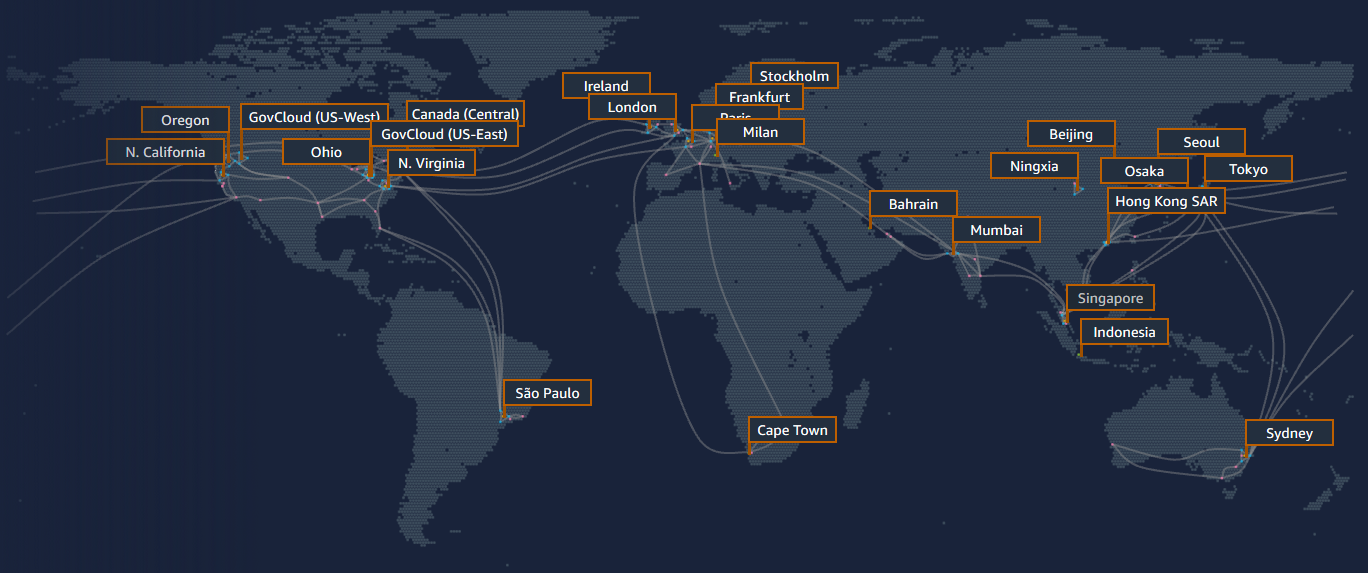 Stockholm
Ireland
Frankfurt
London
Oregon
GovCloud (US-West)
Canada (Central)
Paris
Milan
GovCloud (US-East)
Beijing
Seoul
N. California
Ohio
N. Virginia
Ningxia
Osaka
Tokyo
Bahrain
Hong Kong SAR
Mumbai
Singapore
Indonesia
São Paulo
Cape Town
Sydney